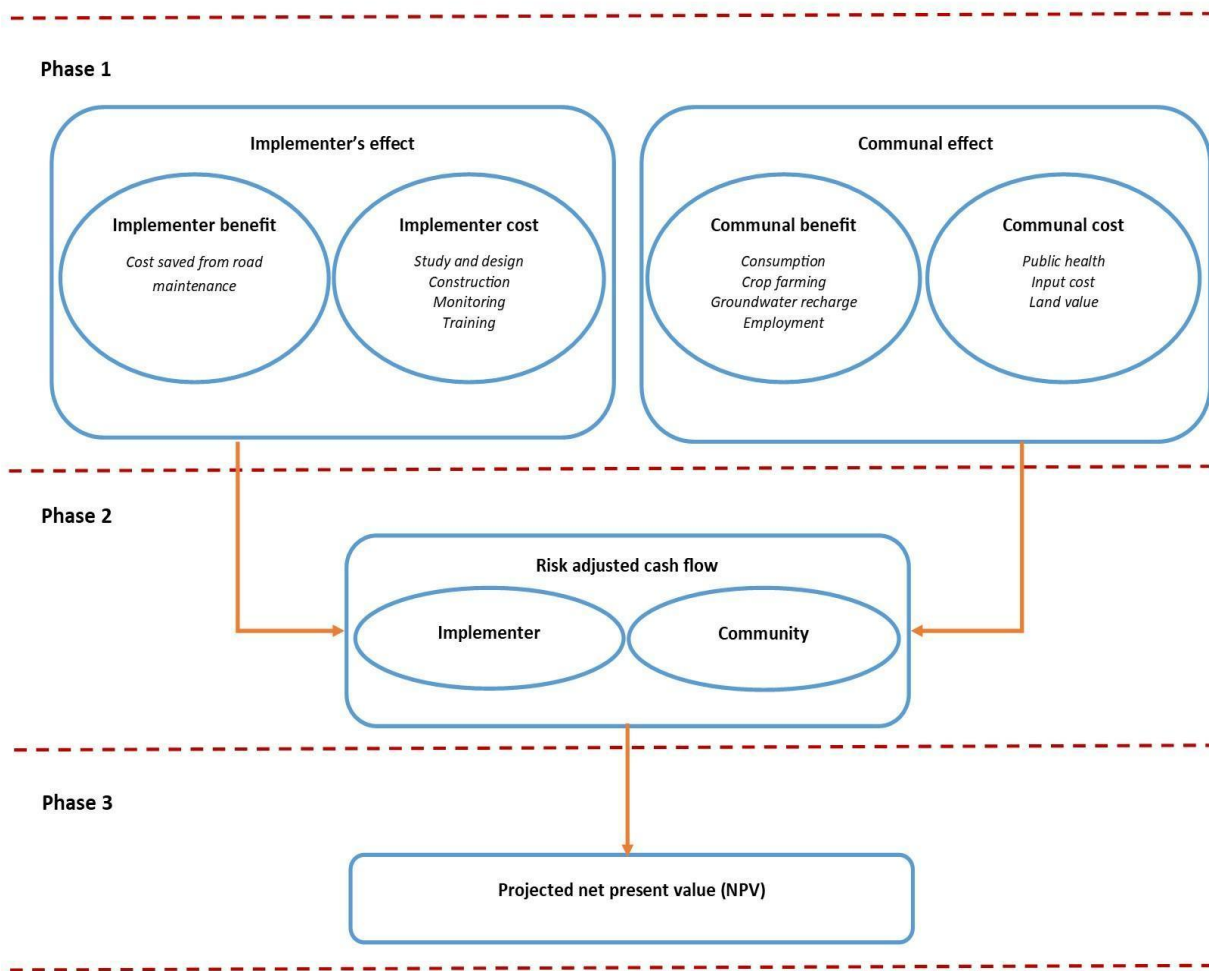 Phase 1
Implementer’s effect
Implementer benefit
Cost saved from road
maintenance
Implementer cost
Study and design
Construction
Monitoring
Training
Communal effect
Communal benefit
Consumption
Crop farming
Groundwater recharge
Employment
Communal cost
Public health
Input cost
Land value
Phase 2
Risk adjusted cash flow
Implementer
Community
Phase 3
Projected net present value (NPV)